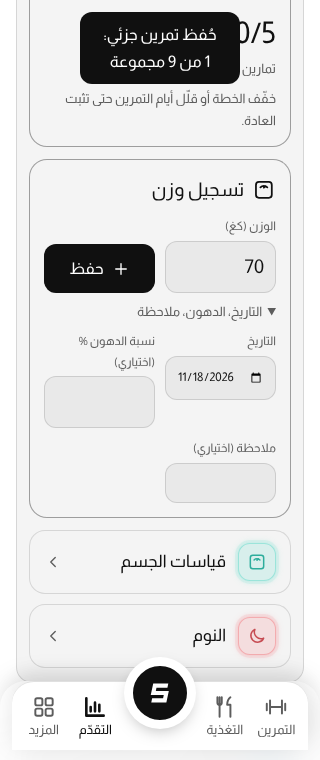 0/5
حُفظ تمرين جزئي:
1 من 9 مجموعة
تمارين
خفّف الخطة أو قلّل أيام التمرين حتى تثبت
العادة.
تسجيل وزن
الوزن (كغ)
70
حفظ
التاريخ، الدهون، ملاحظة
التاريخ
نسبة الدهون %
(اختياري)
11/18/2026
ملاحظة (اختياري)
قياسات الجسم
النوم
التمرين
التغذية
التقدّم
المزيد